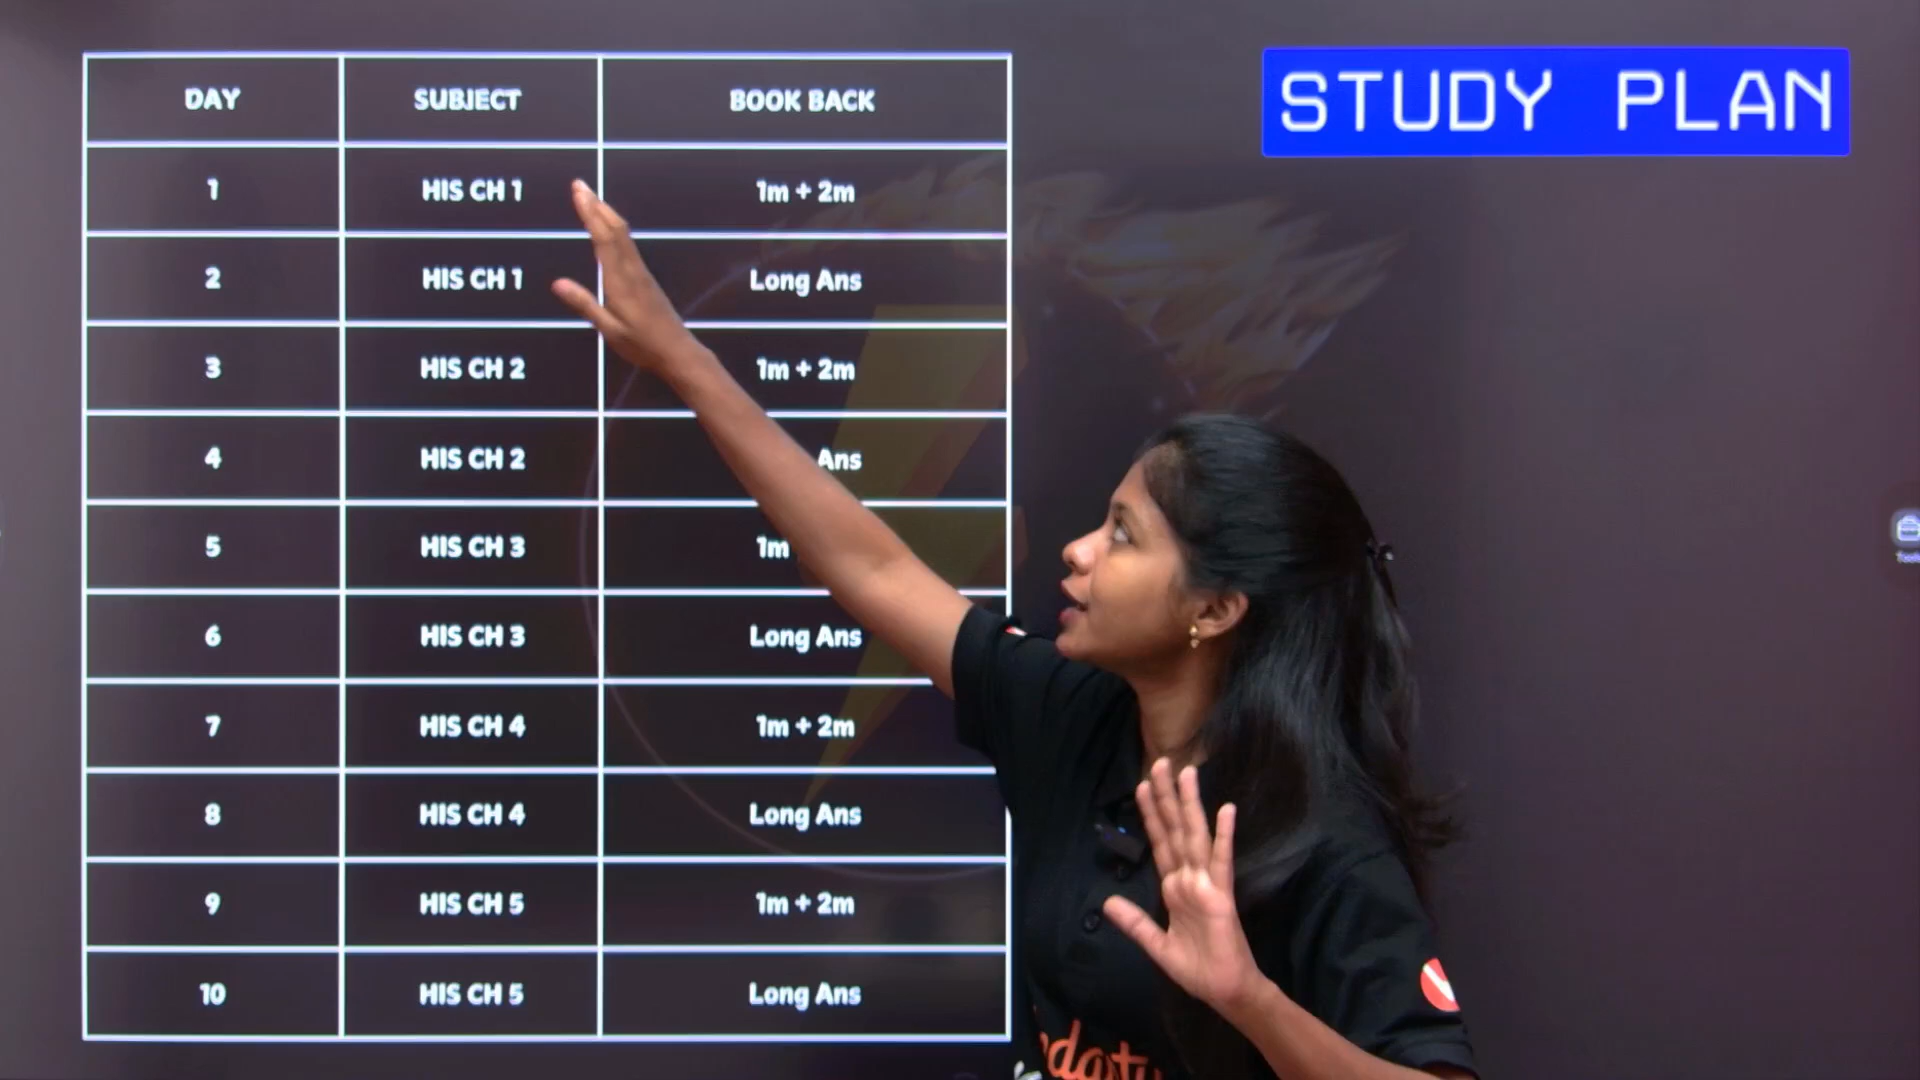 STUDY PLAN
DAY SUBJECT BOOK BACK
1 HIS CH 1 1m + 2m
2 HIS CH 1 Long Ans
3 HIS CH 2 1m + 2m
4 HIS CH 2 Ans
5 HIS CH 3 1m
6 HIS CH 3 Long Ans
7 HIS CH 4 1m + 2m
8 HIS CH 4 Long Ans
9 HIS CH 5 1m + 2m
10 HIS CH 5 Long Ans